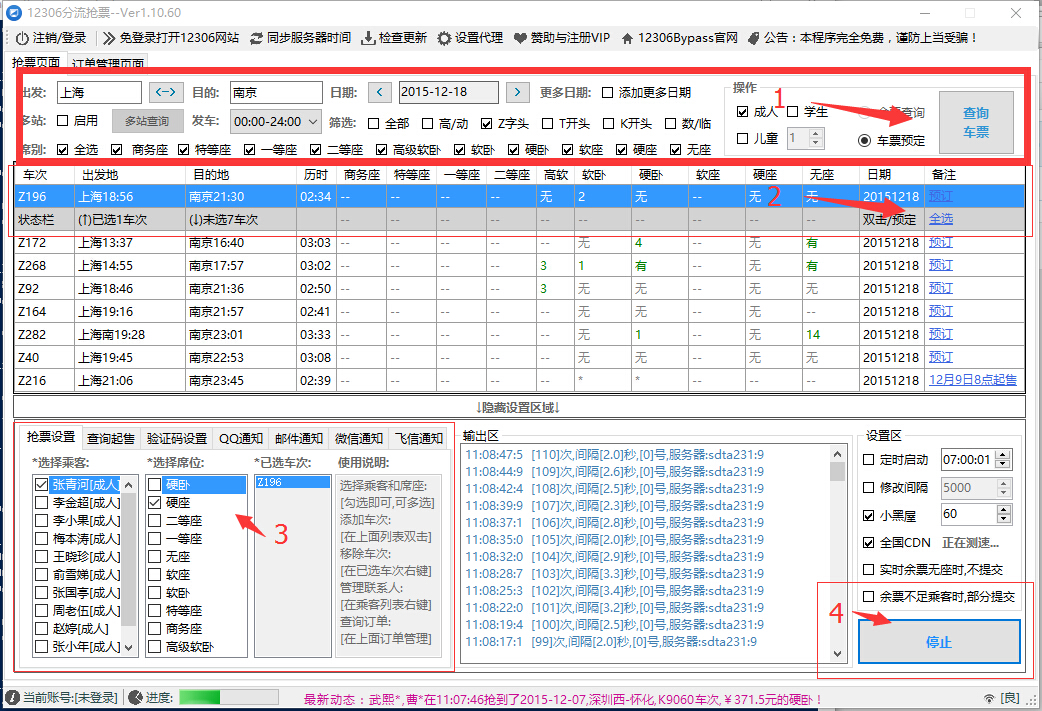 12306分流抢票--Ver1.10.60
注销/登录 免登录打开12306网站 同步服务器时间 检查更新 设置代理 赞助与注册VIP 12306Bypass官网 公告：本程序完全免费，谨防上当受骗！
抢票页面 订单管理页面
出发: 上海 <-> 目的: 南京 日期: < 2015-12-18 > 更多日期: 添加更多日期
多站: 启用 多站查询 发车: 00:00-24:00 筛选: 全部 高/动 Z字头 T开头 K开头 数/临
席别: 全选 商务座 特等座 一等座 二等座 高级软卧 软卧 硬卧 软座 硬座 无座
操作
1
成人 学生 查询
儿童 1 车票预定
查询
车票
车次 出发地 目的地 历时 商务座 特等座 一等座 二等座 高软 软卧 硬卧 软座 硬座 无座 日期 备注
Z196 上海18:56 南京21:30 02:34 -- -- -- -- 无 2 无 -- 无 2 无 20151218 预订
状态栏 (↑)已选1车次 (↓)未选7车次 -- -- -- -- -- -- -- -- -- -- 双击/预定 全选
Z172 上海13:37 南京16:40 03:03 -- -- -- -- -- 无 4 -- 无 有 20151218 预订
Z268 上海14:55 南京17:57 03:02 -- -- -- -- 3 1 有 -- 无 有 20151218 预订
Z92 上海18:46 南京21:36 02:50 -- -- -- -- 3 无 无 -- 无 无 20151218 预订
Z164 上海19:16 南京21:57 02:41 -- -- -- -- -- 无 无 -- 无 无 20151218 预订
Z282 上海南19:28 南京23:01 03:33 -- -- -- -- -- 无 1 -- 无 14 20151218 预订
Z40 上海19:45 南京22:53 03:08 -- -- -- -- -- 无 无 -- 无 无 20151218 预订
Z216 上海21:06 南京23:45 02:39 -- -- -- -- -- * * -- -- -- 20151218 12月9日8点起售
↓隐藏设置区域↓
抢票设置 查询起售 验证码设置 QQ通知 邮件通知 微信通知 飞信通知
*选择乘客: *选择席位: *已选车次: 使用说明:
张青河[成人]
李金超[成人]
李小果[成人]
梅本涛[成人]
王晓珍[成人]
俞雪娣[成人]
张国亭[成人]
周老伍[成人]
赵婷[成人]
张小年[成人]
硬卧
硬座
二等座
一等座
无座
软座
软卧
特等座
商务座
高级软卧
Z196
3
选择乘客和席座:
[勾选即可,可多选]
添加车次:
[在上面列表双击]
移除车次:
[在已选车次右键]
管理联系人:
[在乘客列表右键]
查询订单:
[在上面订单管理]
输出区
11:08:47:5 [110]次,间隔[2.0]秒,[0]号,服务器:sdta231:9
11:08:44:9 [109]次,间隔[2.6]秒,[0]号,服务器:sdta231:9
11:08:42:4 [108]次,间隔[2.5]秒,[0]号,服务器:sdta231:9
11:08:39:9 [107]次,间隔[2.3]秒,[0]号,服务器:sdta231:9
11:08:37:1 [106]次,间隔[2.8]秒,[0]号,服务器:sdta231:9
11:08:35:0 [105]次,间隔[2.0]秒,[0]号,服务器:sdta231:9
11:08:32:0 [104]次,间隔[2.9]秒,[0]号,服务器:sdta231:9
11:08:28:7 [103]次,间隔[3.3]秒,[0]号,服务器:sdta231:9
11:08:25:3 [102]次,间隔[3.4]秒,[0]号,服务器:sdta231:9
11:08:22:0 [101]次,间隔[3.2]秒,[0]号,服务器:sdta231:9
11:08:19:4 [100]次,间隔[2.5]秒,[0]号,服务器:sdta231:9
11:08:17:1 [99]次,间隔[2.0]秒,[0]号,服务器:sdta231:9
设置区
定时启动 07:00:01
修改间隔 5000
小黑屋 60
全国CDN 正在测速...
实时余票无座时,不提交
余票不足乘客时,部分提交
4
停止
当前账号:[未登录] 进度: 最新动态：武熙*,曹*在11:07:46抢到了2015-12-07,深圳西-怀化,K9060车次,￥371.5元的硬卧！ [良]